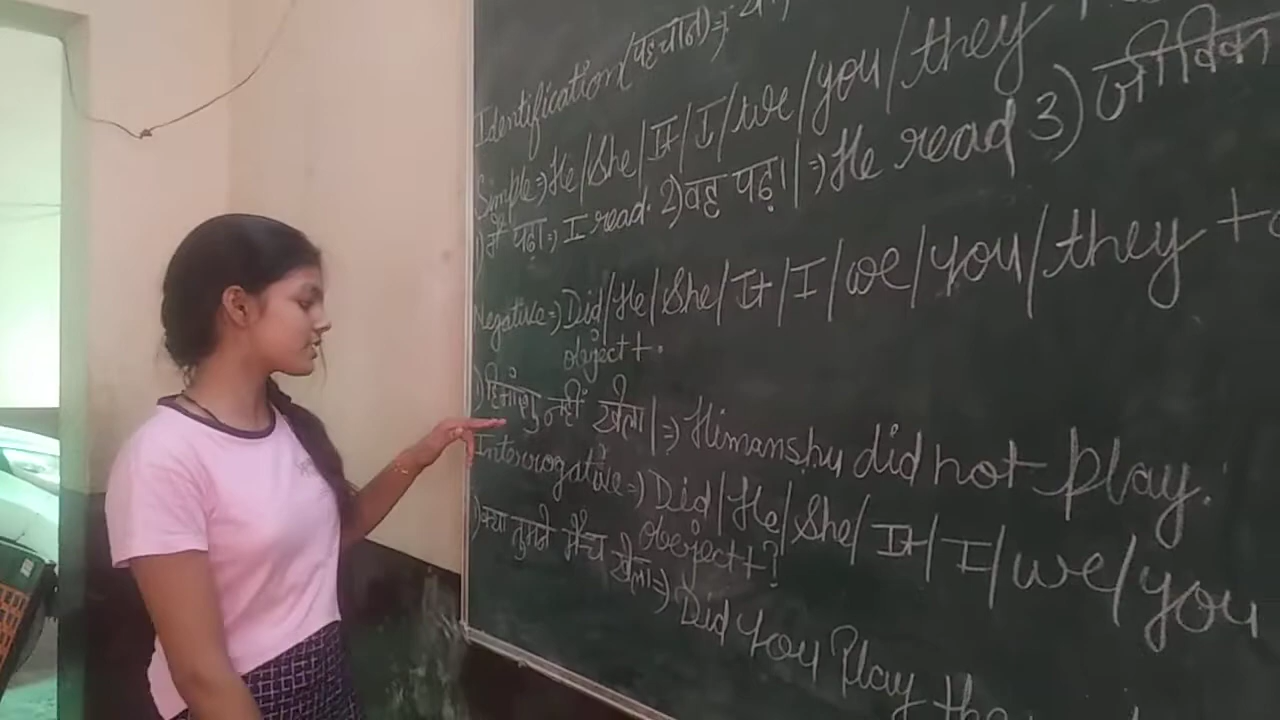 Identification (पहचान) =>
Simple => He/She/It/I/we/you/they
1) मैं पढ़ा => I read. 2) वह पढ़ा। => He read 3) जीविका
Negative => Did/He/She/It/I/we/you/they +
object + .
1) हिमांशु नहीं खेला। => Himanshu did not play.
Interrogative => Did/He/She/It/I/we/you
object + ?
1) क्या तुमने मैच खेला => Did you play the